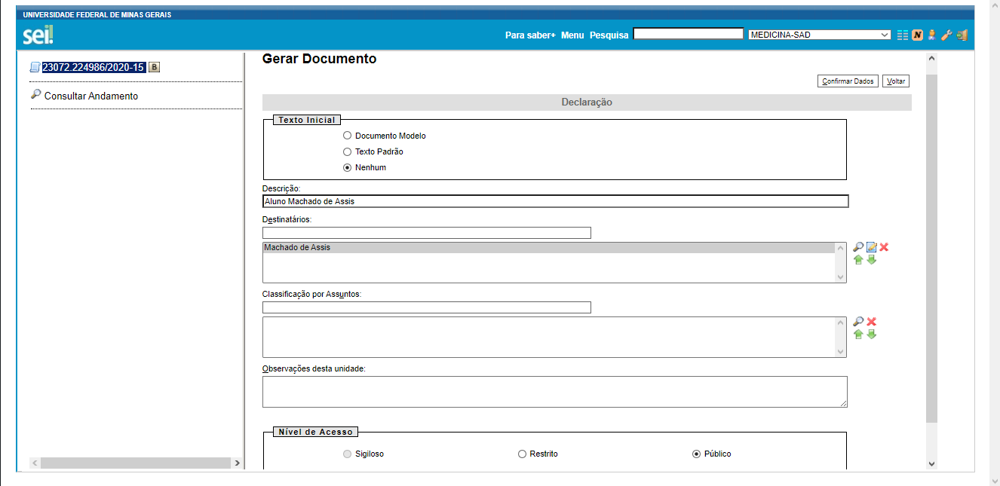 UNIVERSIDADE FEDERAL DE MINAS GERAIS
sei!
Para saber+ Menu Pesquisa MEDICINA-SAD
N
23072.224986/2020-15 B
Consultar Andamento
Gerar Documento
Confirmar Dados Voltar
Declaração
Texto Inicial
Documento Modelo
Texto Padrão
Nenhum
Descrição:
Aluno Machado de Assis
Destinatários:
Machado de Assis
Classificação por Assuntos:
Observações desta unidade:
Nível de Acesso
Sigiloso Restrito Público